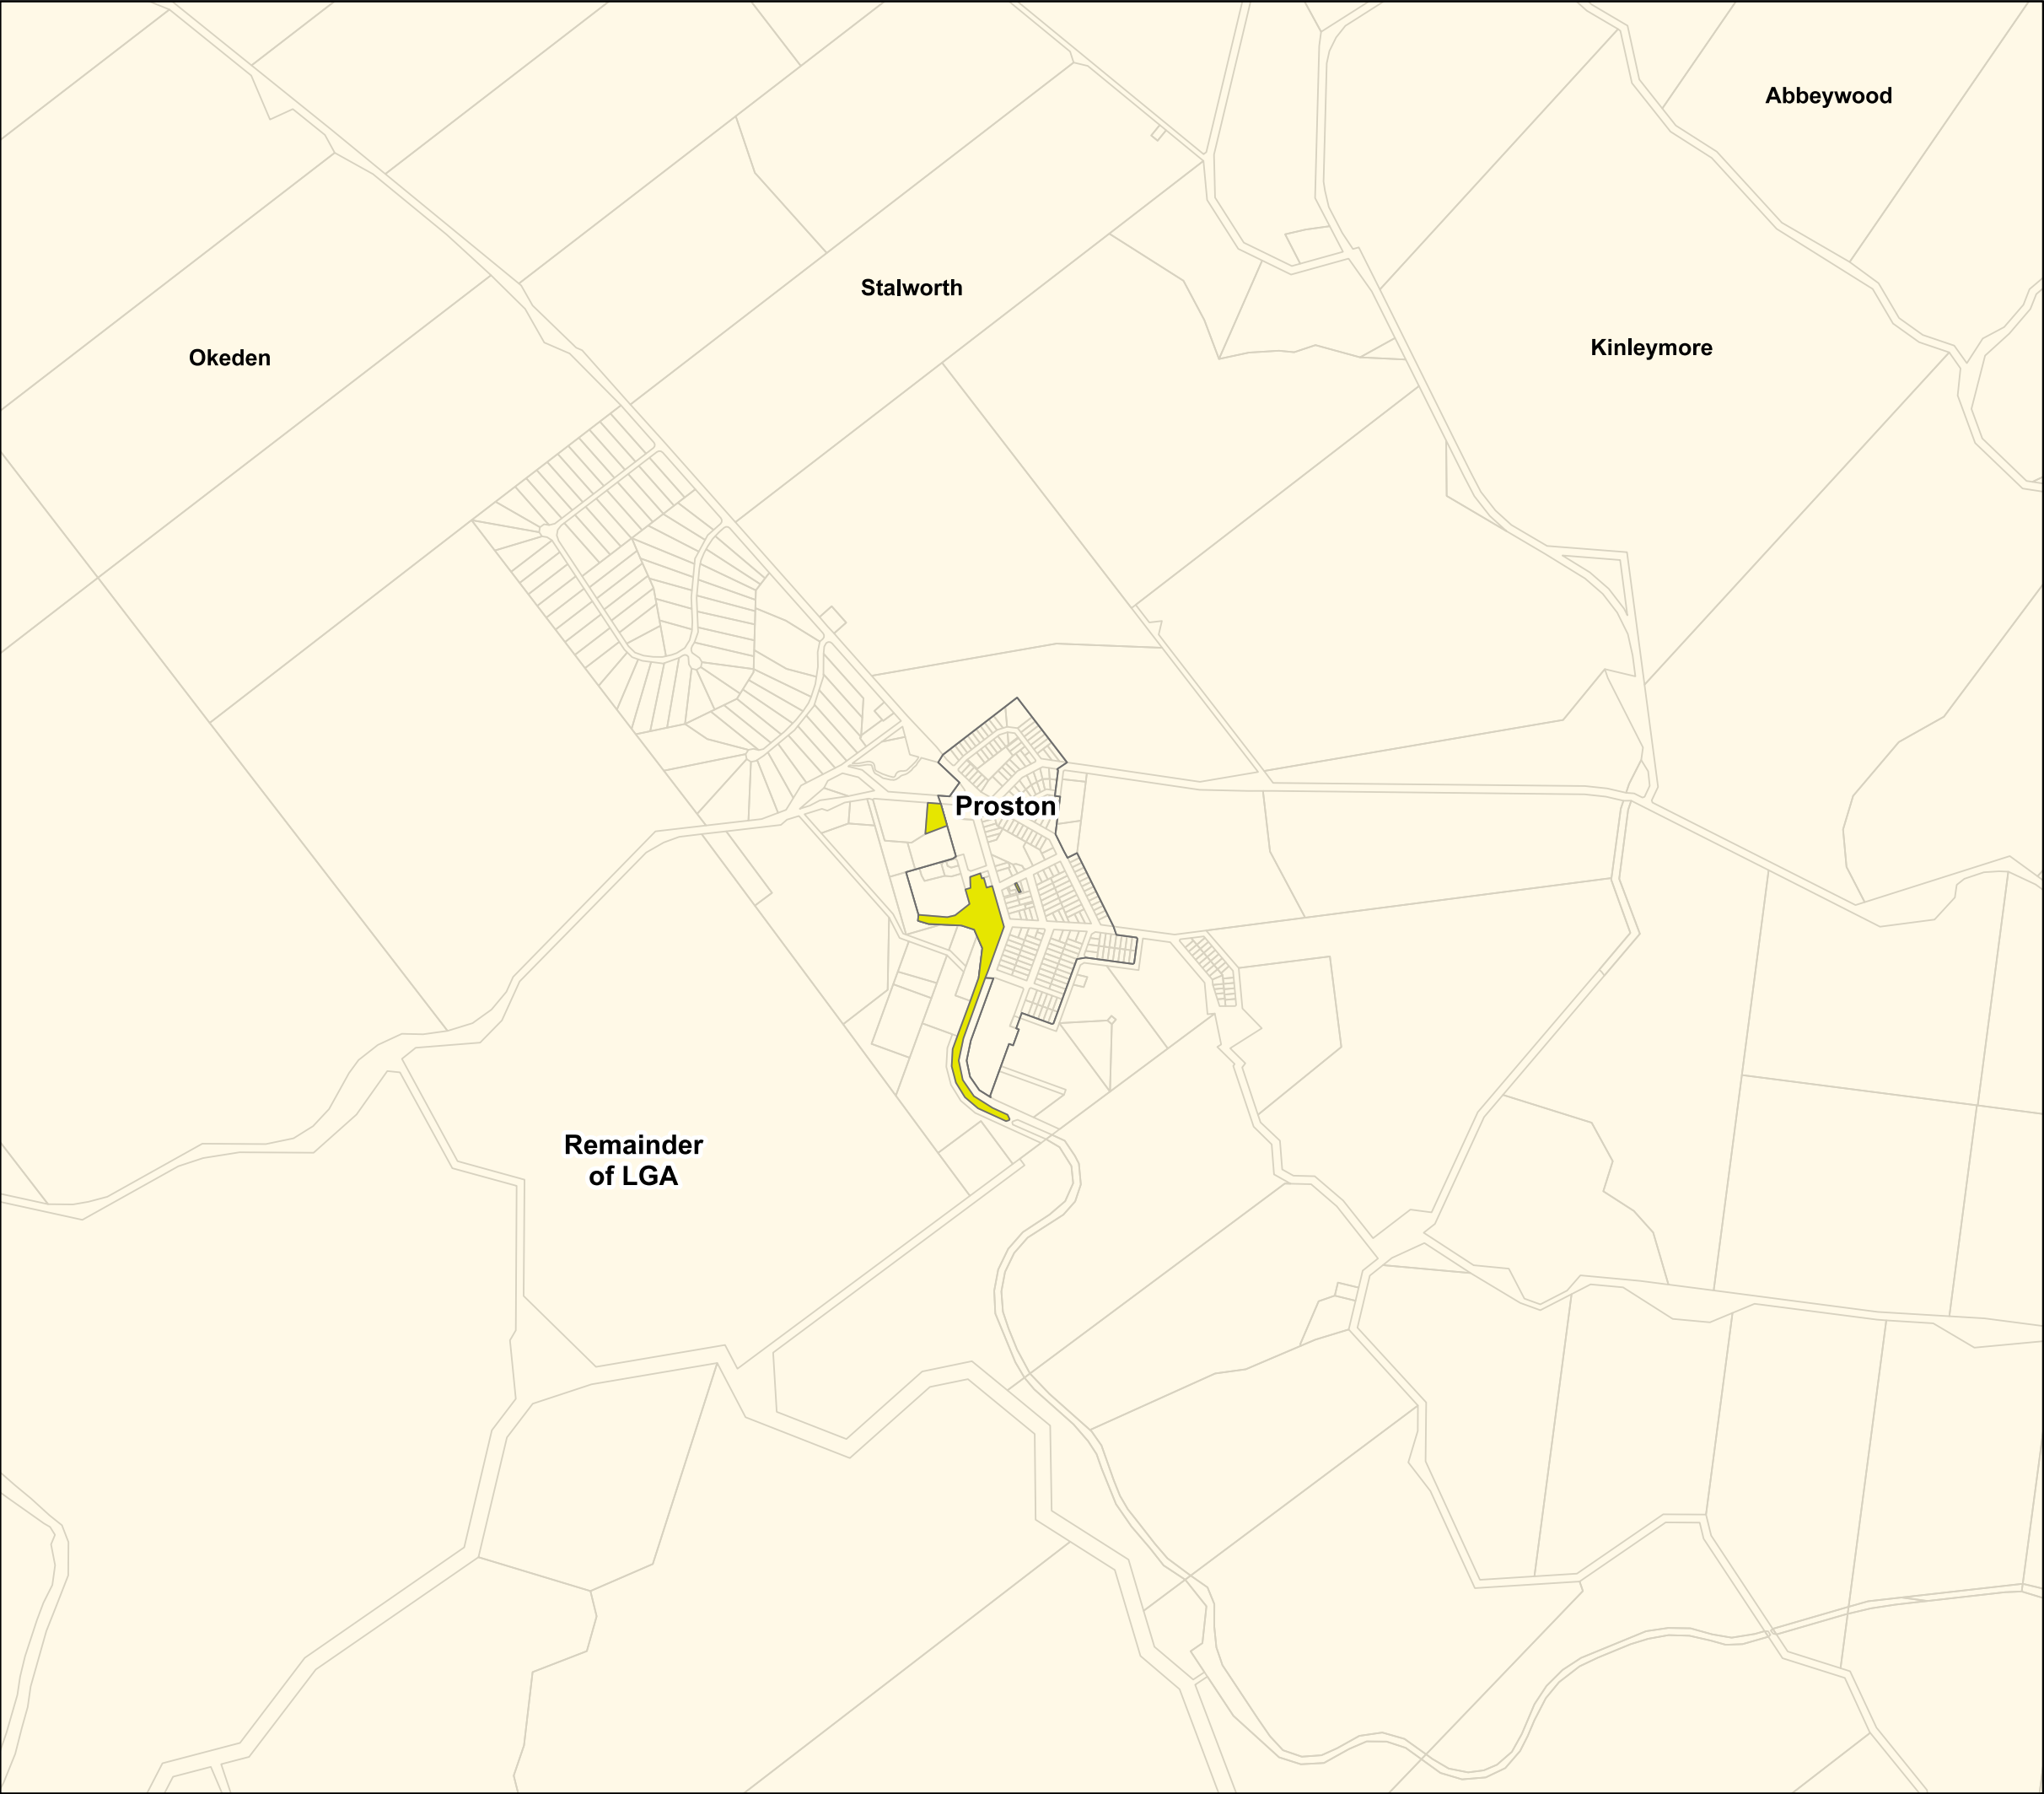 Abbeywood
Stalworth
Kinleymore
Okeden
Proston
Remainder
of LGA